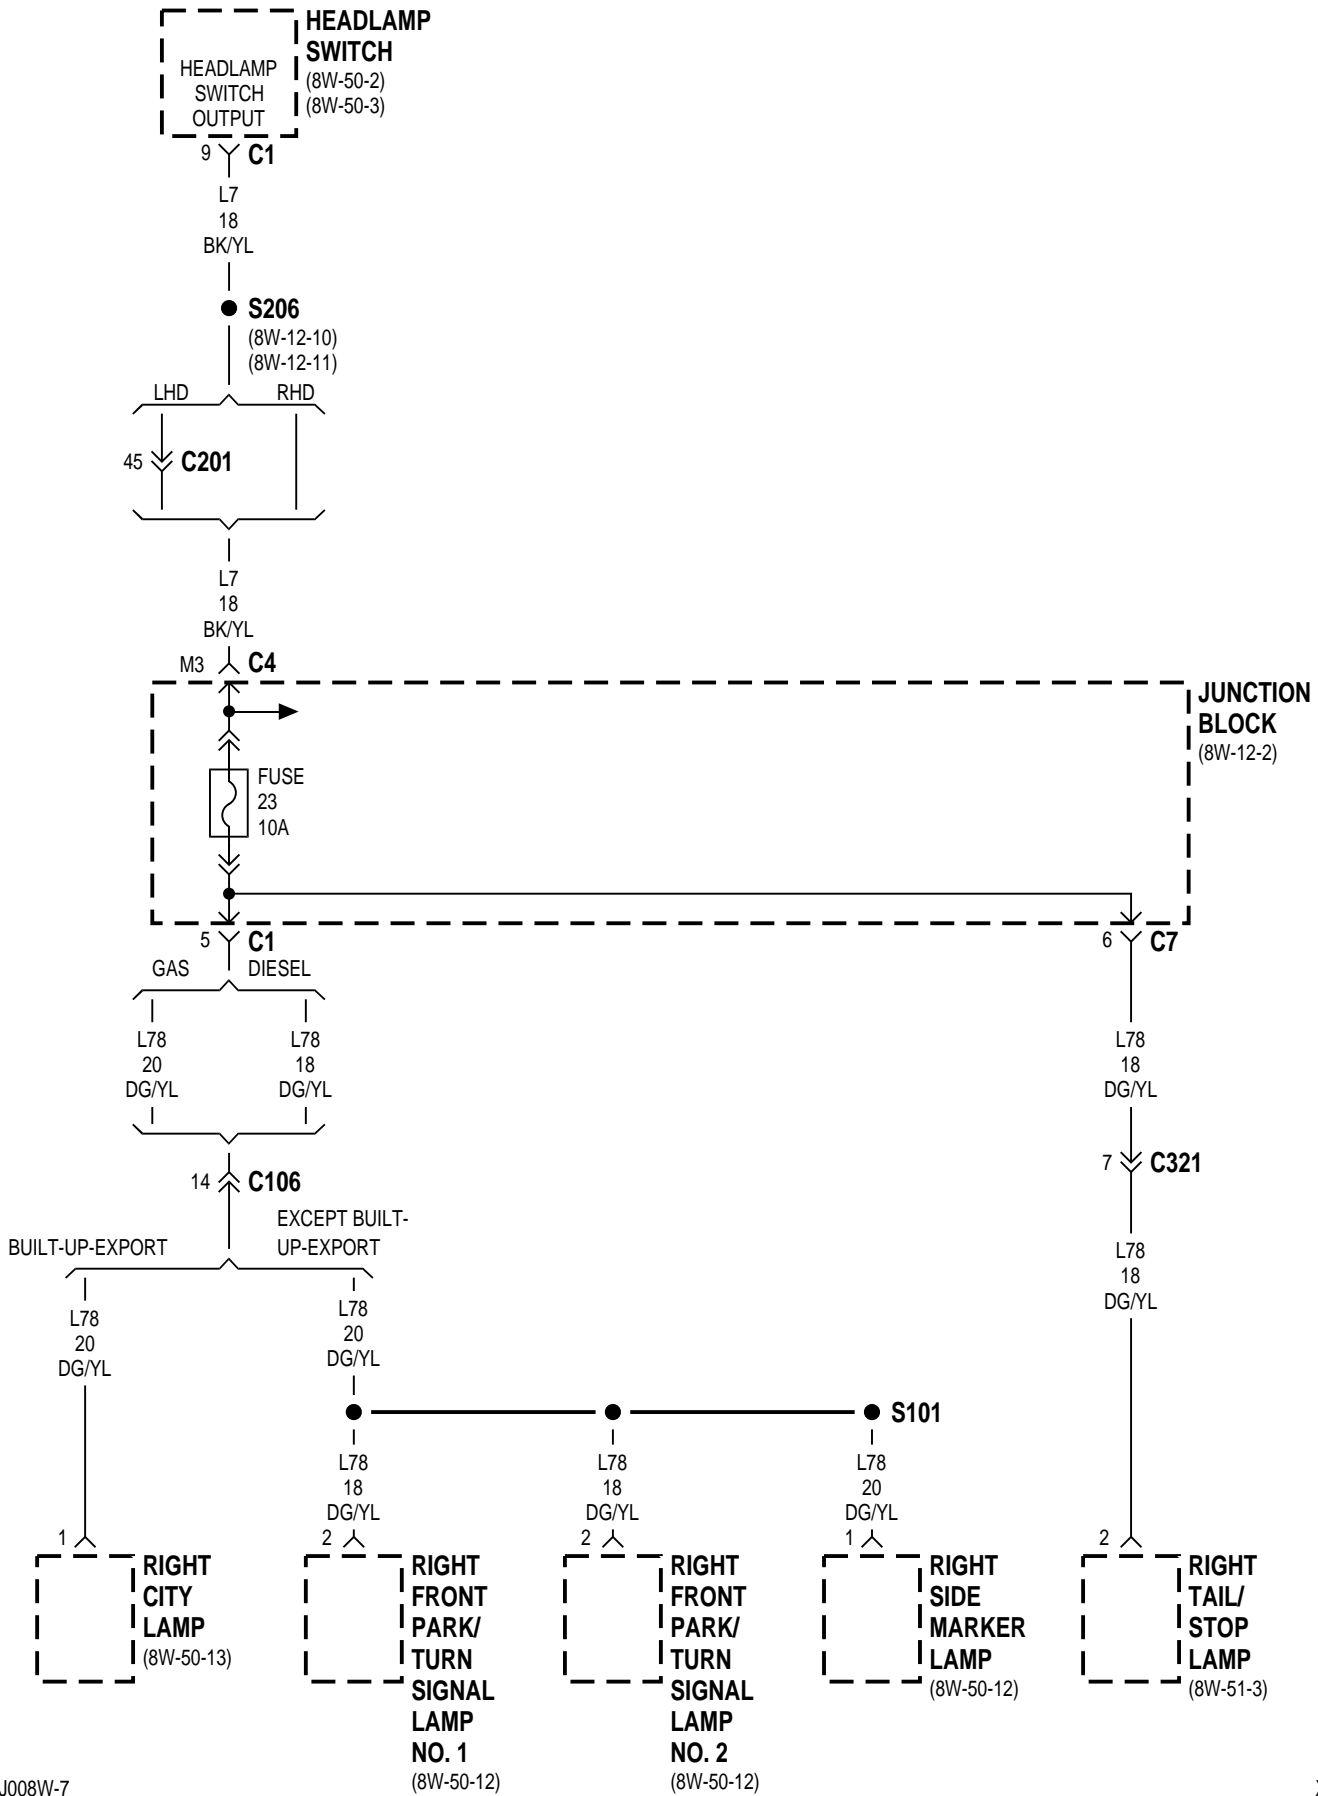 HEADLAMP
SWITCH
(8W-50-2)
(8W-50-3)
HEADLAMP
SWITCH
OUTPUT
9 C1
L7
18
BK/YL
S206
(8W-12-10)
(8W-12-11)
LHD RHD
45 C201
L7
18
BK/YL
M3 C4
JUNCTION
BLOCK
(8W-12-2)
FUSE
23
10A
5 C1 6 C7
GAS DIESEL
L78 L78 L78
20 18 18
DG/YL DG/YL DG/YL
7 C321
14 C106
EXCEPT BUILT-
BUILT-UP-EXPORT UP-EXPORT
L78
18
DG/YL
L78 L78
20 20
DG/YL DG/YL
S101
L78 L78 L78
18 18 20
DG/YL DG/YL DG/YL
1 2 2 1 2
RIGHT
CITY
LAMP
(8W-50-13)
RIGHT
FRONT
PARK/
TURN
SIGNAL
LAMP
NO. 1
(8W-50-12)
RIGHT
FRONT
PARK/
TURN
SIGNAL
LAMP
NO. 2
(8W-50-12)
RIGHT
SIDE
MARKER
LAMP
(8W-50-12)
RIGHT
TAIL/
STOP
LAMP
(8W-51-3)
J008W-7